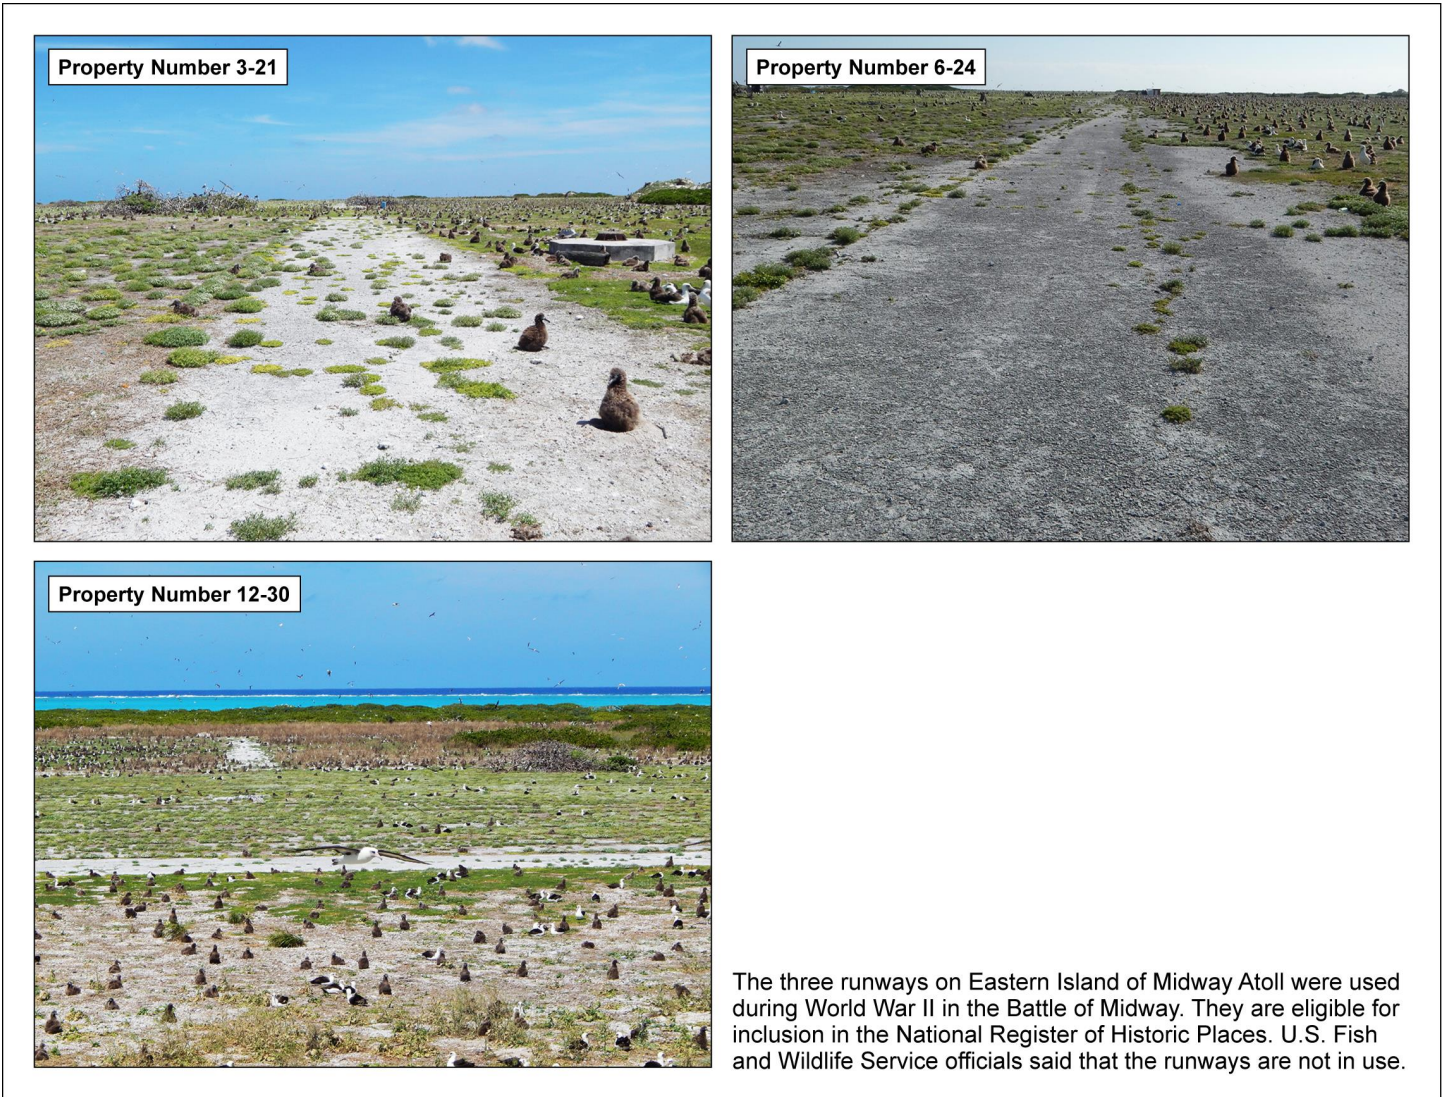 Property Number 3-21
Property Number 6-24
Property Number 12-30
The three runways on Eastern Island of Midway Atoll were used
during World War II in the Battle of Midway. They are eligible for
inclusion in the National Register of Historic Places. U.S. Fish
and Wildlife Service officials said that the runways are not in use.